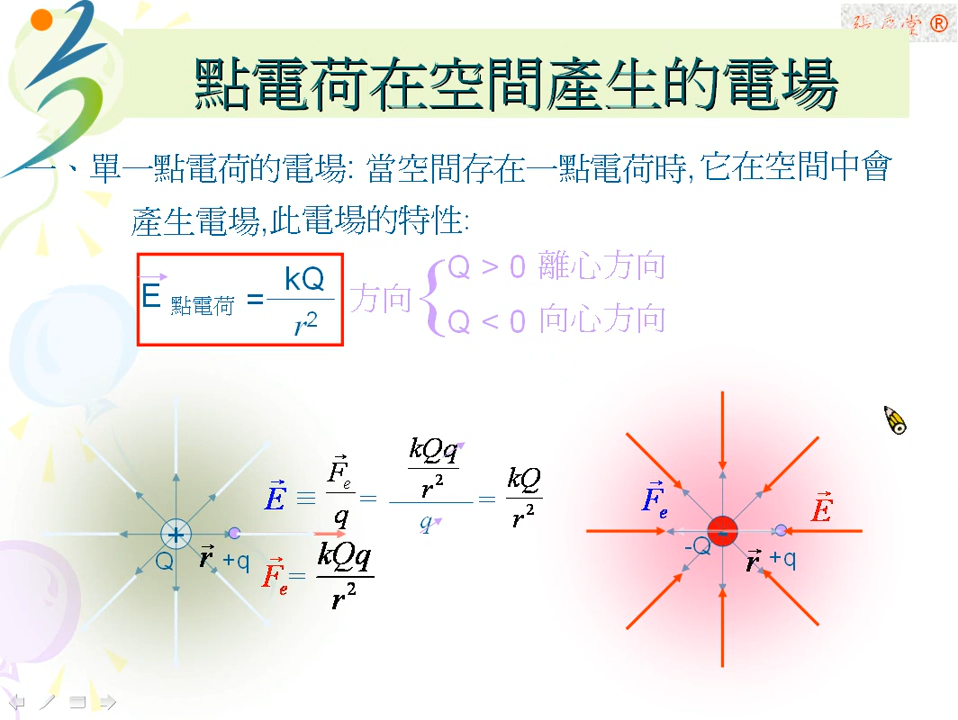 點電荷在空間產生的電場
一、單一點電荷的電場: 當空間存在一點電荷時, 它在空間中會
產生電場,此電場的特性:
E 點電荷 = kQ / r²
方向 { Q > 0 離心方向
Q < 0 向心方向
E ≡ Fe / q = (kQq / r²) / q = kQ / r²
Fe = kQq / r²
+ Q r +q
Fe E
- -Q r +q
®